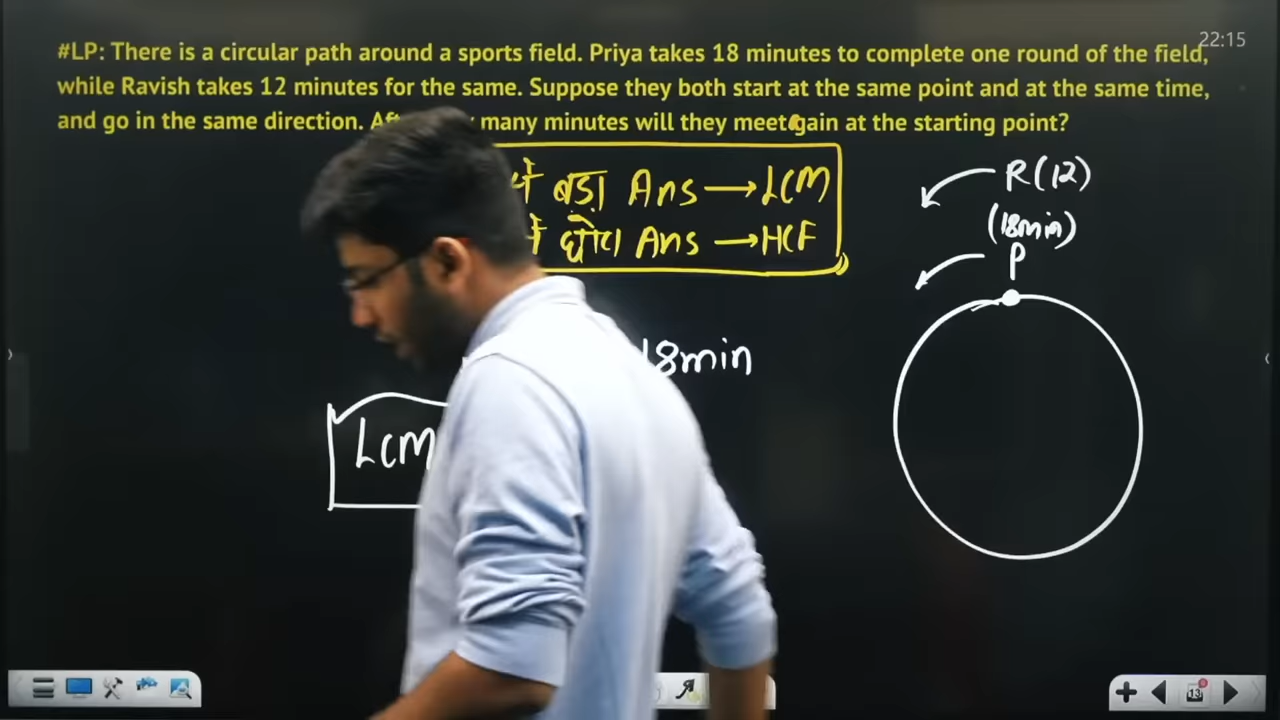 22:15
#LP: There is a circular path around a sports field. Priya takes 18 minutes to complete one round of the field,
while Ravish takes 12 minutes for the same. Suppose they both start at the same point and at the same time,
and go in the same direction. many minutes will they meet again at the starting point?
बड़ा Ans → LCM
छोटा Ans → HCF
R(12)
(18min)
P
18min
LCM
13